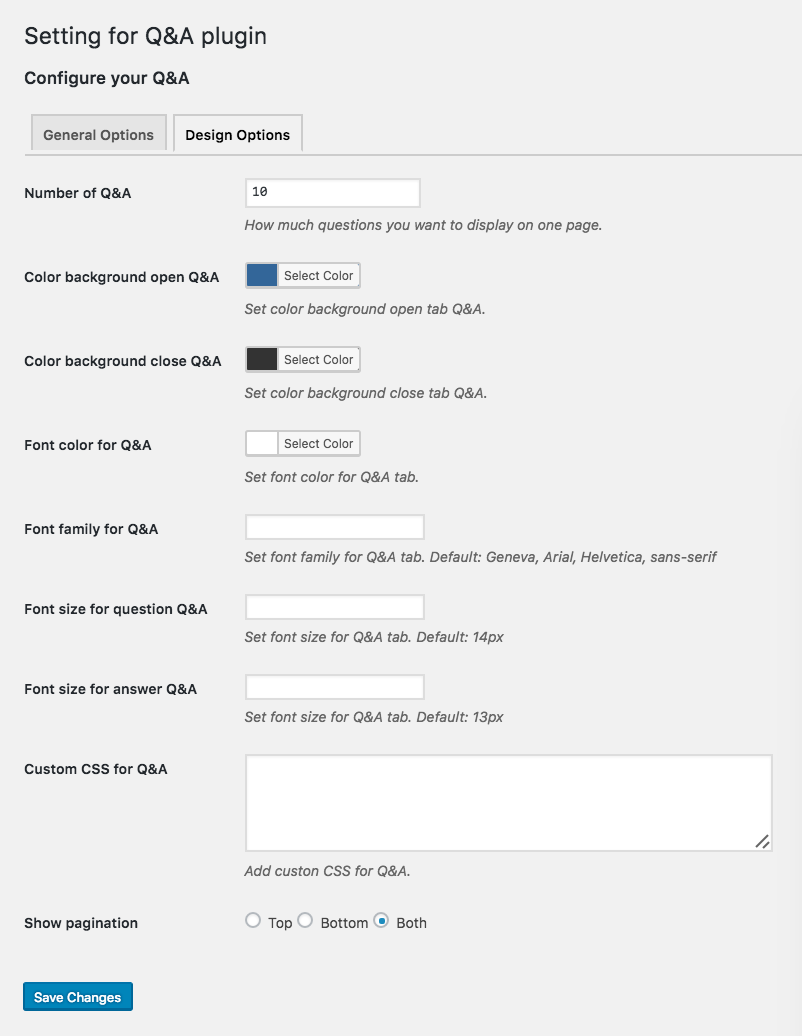 Setting for Q&A plugin
Configure your Q&A
General Options Design Options
Number of Q&A 10
How much questions you want to display on one page.
Color background open Q&A Select Color
Set color background open tab Q&A.
Color background close Q&A Select Color
Set color background close tab Q&A.
Font color for Q&A Select Color
Set font color for Q&A tab.
Font family for Q&A
Set font family for Q&A tab. Default: Geneva, Arial, Helvetica, sans-serif
Font size for question Q&A
Set font size for Q&A tab. Default: 14px
Font size for answer Q&A
Set font size for Q&A tab. Default: 13px
Custom CSS for Q&A
Add custon CSS for Q&A.
Show pagination Top Bottom Both
Save Changes